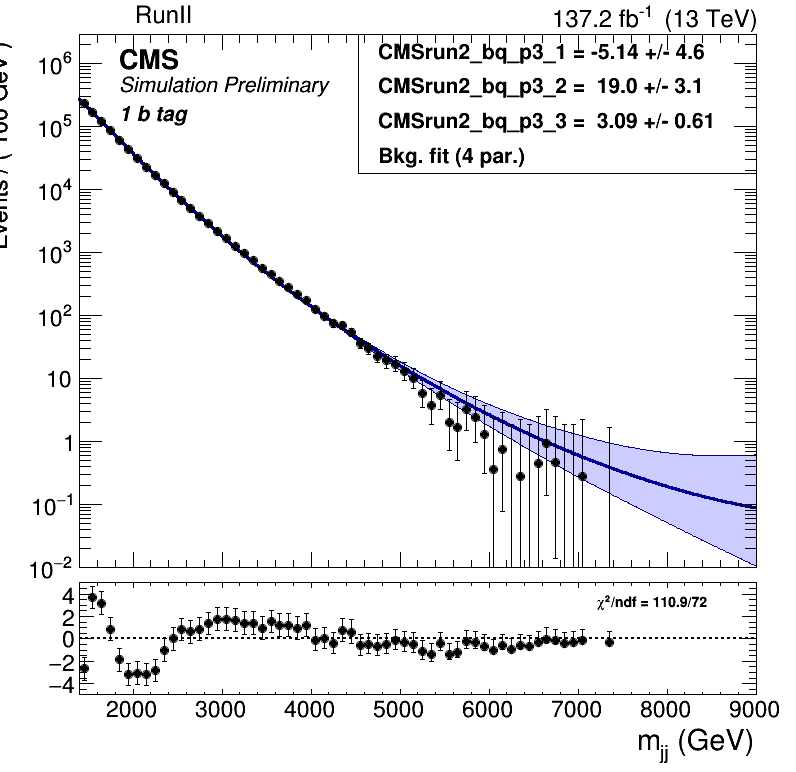 RunII
137.2 fb⁻¹ (13 TeV)
CMS
Simulation Preliminary
1 b tag
CMSrun2_bq_p3_1 = -5.14 +/- 4.6
CMSrun2_bq_p3_2 = 19.0 +/- 3.1
CMSrun2_bq_p3_3 = 3.09 +/- 0.61
Bkg. fit (4 par.)
10⁶
10⁵
10⁴
10³
10²
10
1
10⁻¹
10⁻²
χ²/ndf = 110.9/72
4
2
0
−2
−4
2000 3000 4000 5000 6000 7000 8000 9000
m_jj (GeV)